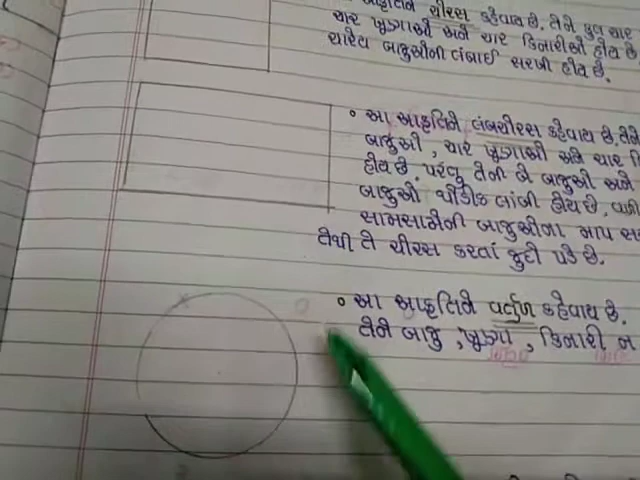 આકૃતિને ચોરસ કહેવાય છે. તેને કુલ ચાર
ચાર ખૂણાઓ અને ચાર કિનારીઓ હોય છે.
ચારેય બાજુઓની લંબાઈ સરખી હોય છે.
• આ આકૃતિને લંબચોરસ કહેવાય છે. તેને
બાજુઓ, ચાર ખૂણાઓ અને ચાર
હોય છે. પરંતુ તેની બે બાજુઓ અને
બાજુઓ થોડીક લાંબી હોય છે.
સામસામેની બાજુઓના માપ
તેથી તે ચોરસ કરતાં જુદો પડે છે.
• આ આકૃતિને વર્તુળ કહેવાય છે.
તેને બાજુ, ખૂણા, કિનારી ન